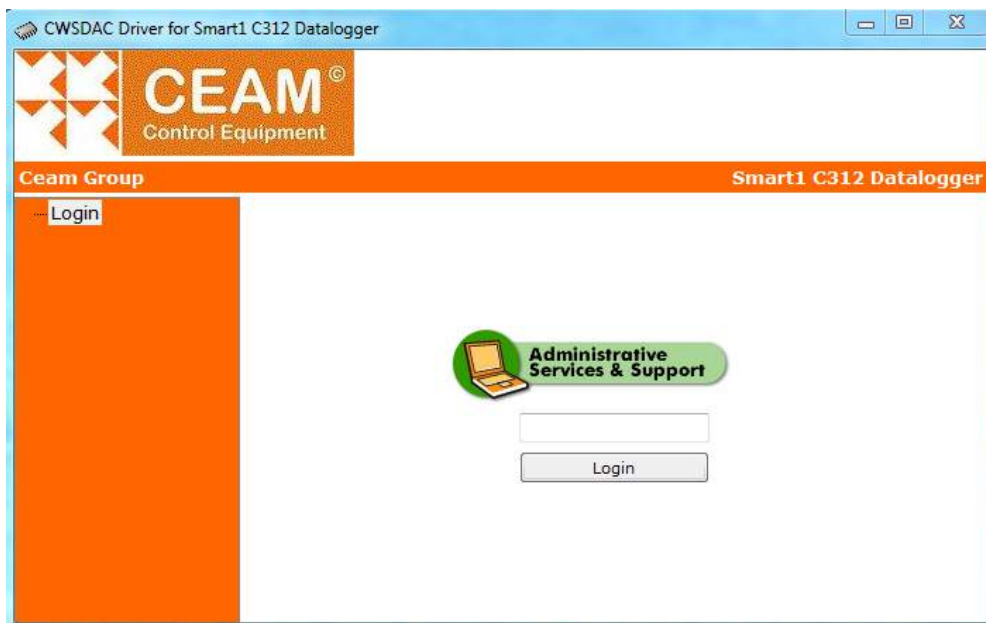 CWSDAC Driver for Smart1 C312 Datalogger
CEAM©
Control Equipment
Ceam Group
Smart1 C312 Datalogger
Login
Administrative
Services & Support
Login